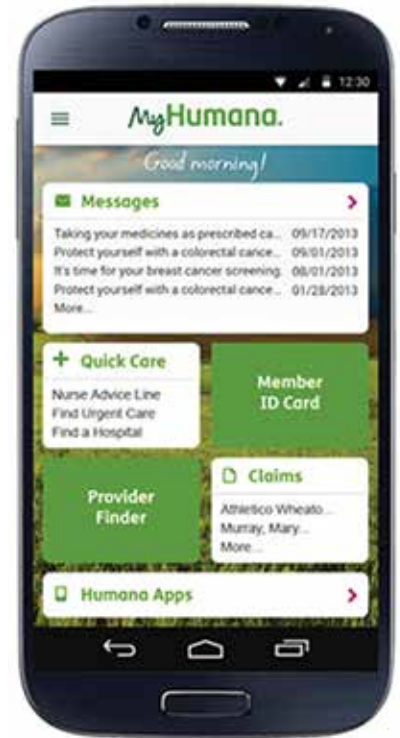 12:30
MyHumana.
Good morning!
Messages
Taking your medicines as prescribed ca... 09/17/2013
Protect yourself with a colorectal cance... 09/01/2013
It's time for your breast cancer screening. 08/01/2013
Protect yourself with a colorectal cance... 01/28/2013
More...
Quick Care
Nurse Advice Line
Find Urgent Care
Find a Hospital
Member
ID Card
Provider
Finder
Claims
Athletico Wheato...
Murray, Mary...
More...
Humana Apps